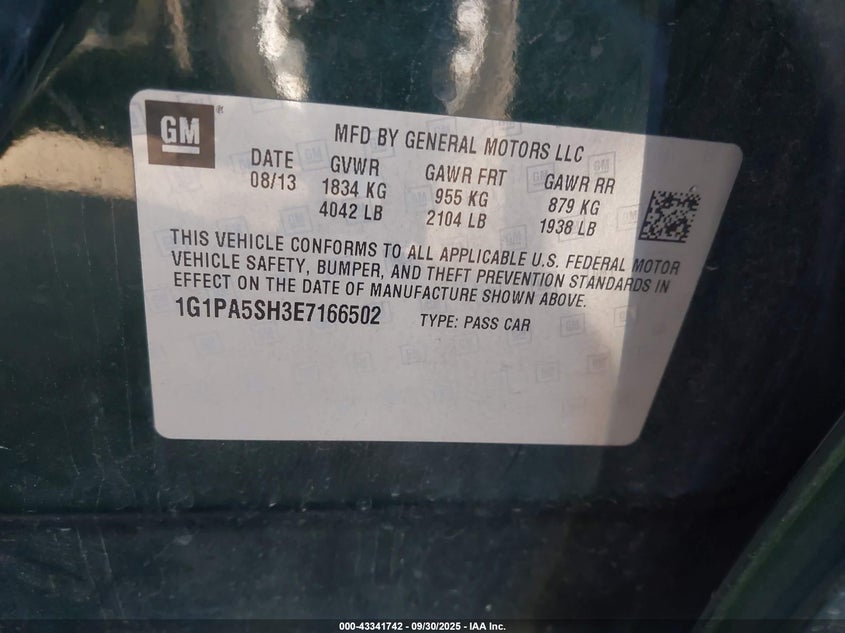 GM®
MFD BY GENERAL MOTORS LLC
DATE GVWR GAWR FRT GAWR RR
08/13 1834 KG 955 KG 879 KG
4042 LB 2104 LB 1938 LB
THIS VEHICLE CONFORMS TO ALL APPLICABLE U.S. FEDERAL MOTOR
VEHICLE SAFETY, BUMPER, AND THEFT PREVENTION STANDARDS IN
EFFECT ON THE DATE OF MANUFACTURE SHOWN ABOVE.
1G1PA5SH3E7166502 TYPE: PASS CAR
000-43341742 - 09/30/2025 - IAA Inc.